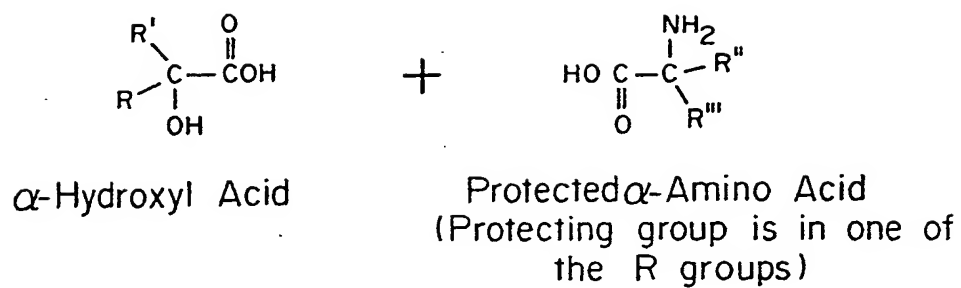 R' O
R C — COH
OH
+
NH2
HO C — C — R"
O R'''
α-Hydroxyl Acid
Protected α-Amino Acid
(Protecting group is in one of
the R groups)